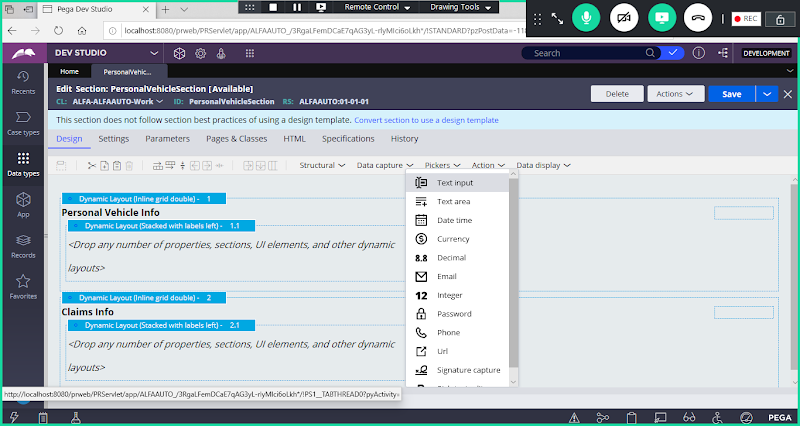 Pega Dev Studio
Remote Control
Drawing Tools
REC
localhost:8080/prweb/PRServlet/app/ALFAAUTO_/3RgaLFemDCaE7qAG3yL-rlyMIci6oLkh*/!STANDARD?pzPostData=-11
DEV STUDIO
Search
DEVELOPMENT
Home
PersonalVehic...
Recents
Edit Section: PersonalVehicleSection [Available]
CL: ALFA-ALFAAUTO-Work
ID: PersonalVehicleSection
RS: ALFAAUTO:01-01-01
Delete
Actions
Save
Case types
This section does not follow section best practices of using a design template. Convert section to use a design template
Design
Settings
Parameters
Pages & Classes
HTML
Specifications
History
Data types
Structural
Data capture
Pickers
Action
Data display
App
Records
Favorites
Dynamic Layout (Inline grid double) - 1
Personal Vehicle Info
Dynamic Layout (Stacked with labels left) - 1.1
<Drop any number of properties, sections, UI elements, and other dynamic
layouts>
Dynamic Layout (Inline grid double) - 2
Claims Info
Dynamic Layout (Stacked with labels left) - 2.1
<Drop any number of properties, sections, UI elements, and other dynamic
layouts>
Text input
Text area
Date time
Currency
8.8 Decimal
Email
12 Integer
Password
Phone
Url
Signature capture
http://localhost:8080/prweb/PRServlet/app/ALFAAUTO_/3RgaLFemDCaE7qAG3yL-rlyMIci6oLkh*/!PS1__TABTHREAD0?pyActivity=
PEGA